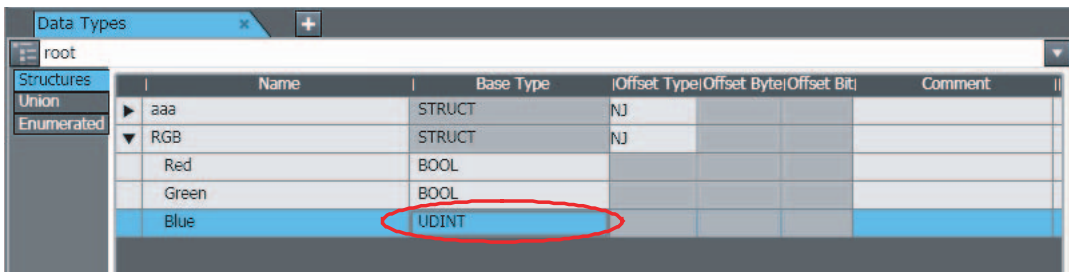 Data Types × +
root
Structures
Union
Enumerated
Name Base Type Offset Type Offset Byte Offset Bit Comment
aaa STRUCT NJ
RGB STRUCT NJ
Red BOOL
Green BOOL
Blue UDINT